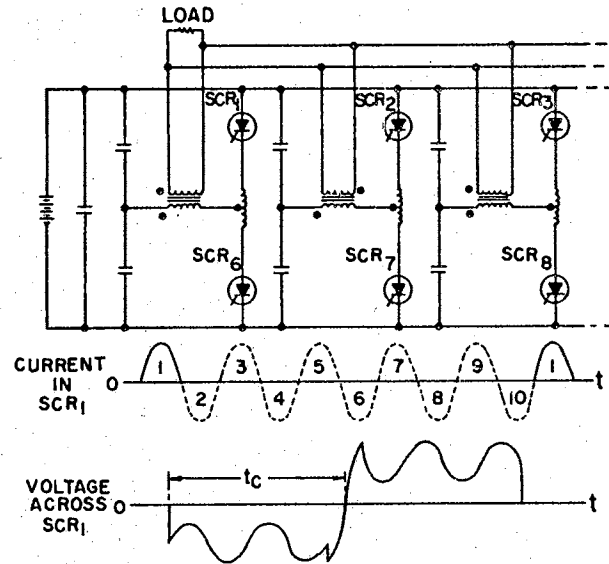 LOAD
SCR1 SCR2 SCR3
SCR6 SCR7 SCR8
CURRENT IN SCR1
0 1 2 3 4 5 6 7 8 9 10 1 t
VOLTAGE ACROSS SCR1
0 tC t